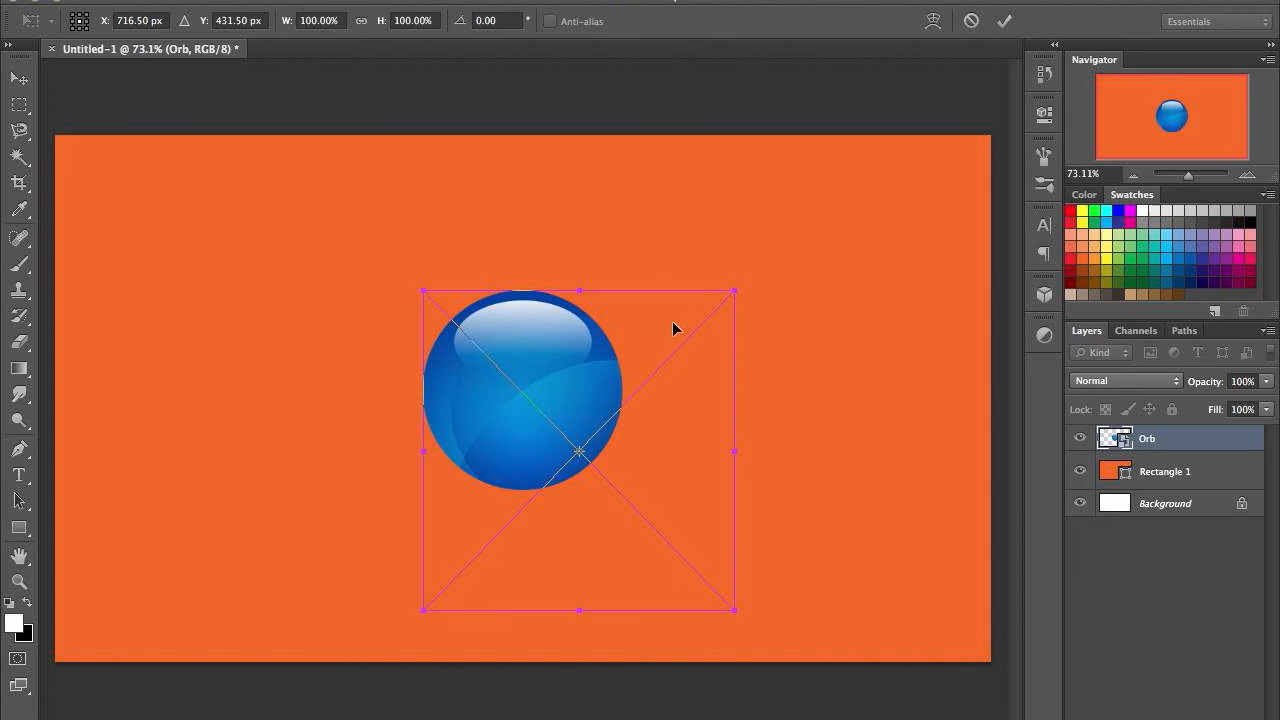 X: 716.50 px Y: 431.50 px W: 100.00% H: 100.00% 0.00 ° Anti-alias Essentials
× Untitled-1 @ 73.1% (Orb, RGB/8) *
Navigator
73.11%
Color Swatches
Layers Channels Paths
Kind
Normal Opacity: 100%
Lock: Fill: 100%
Orb
Rectangle 1
Background